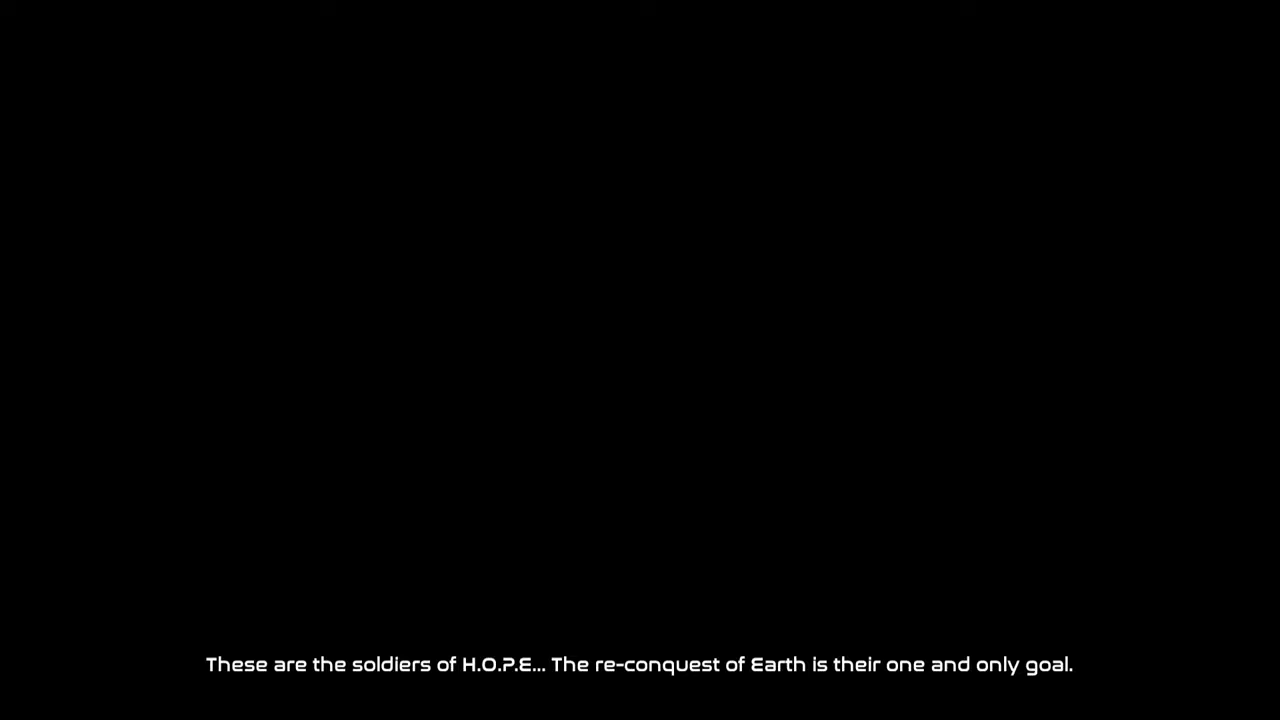 These are the soldiers of H.O.P.E... The re-conquest of Earth is their one and only goal.